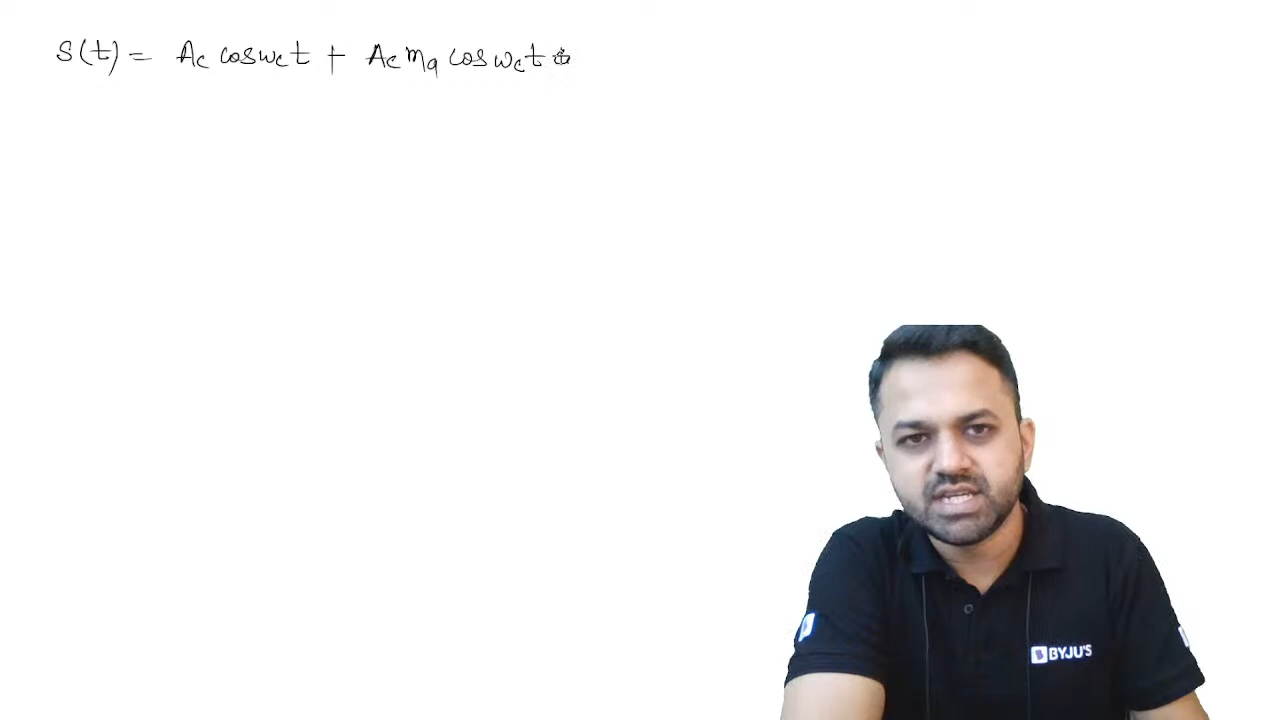 S(t) = Ac cosωct + Ac ma cosωct
BYJU'S